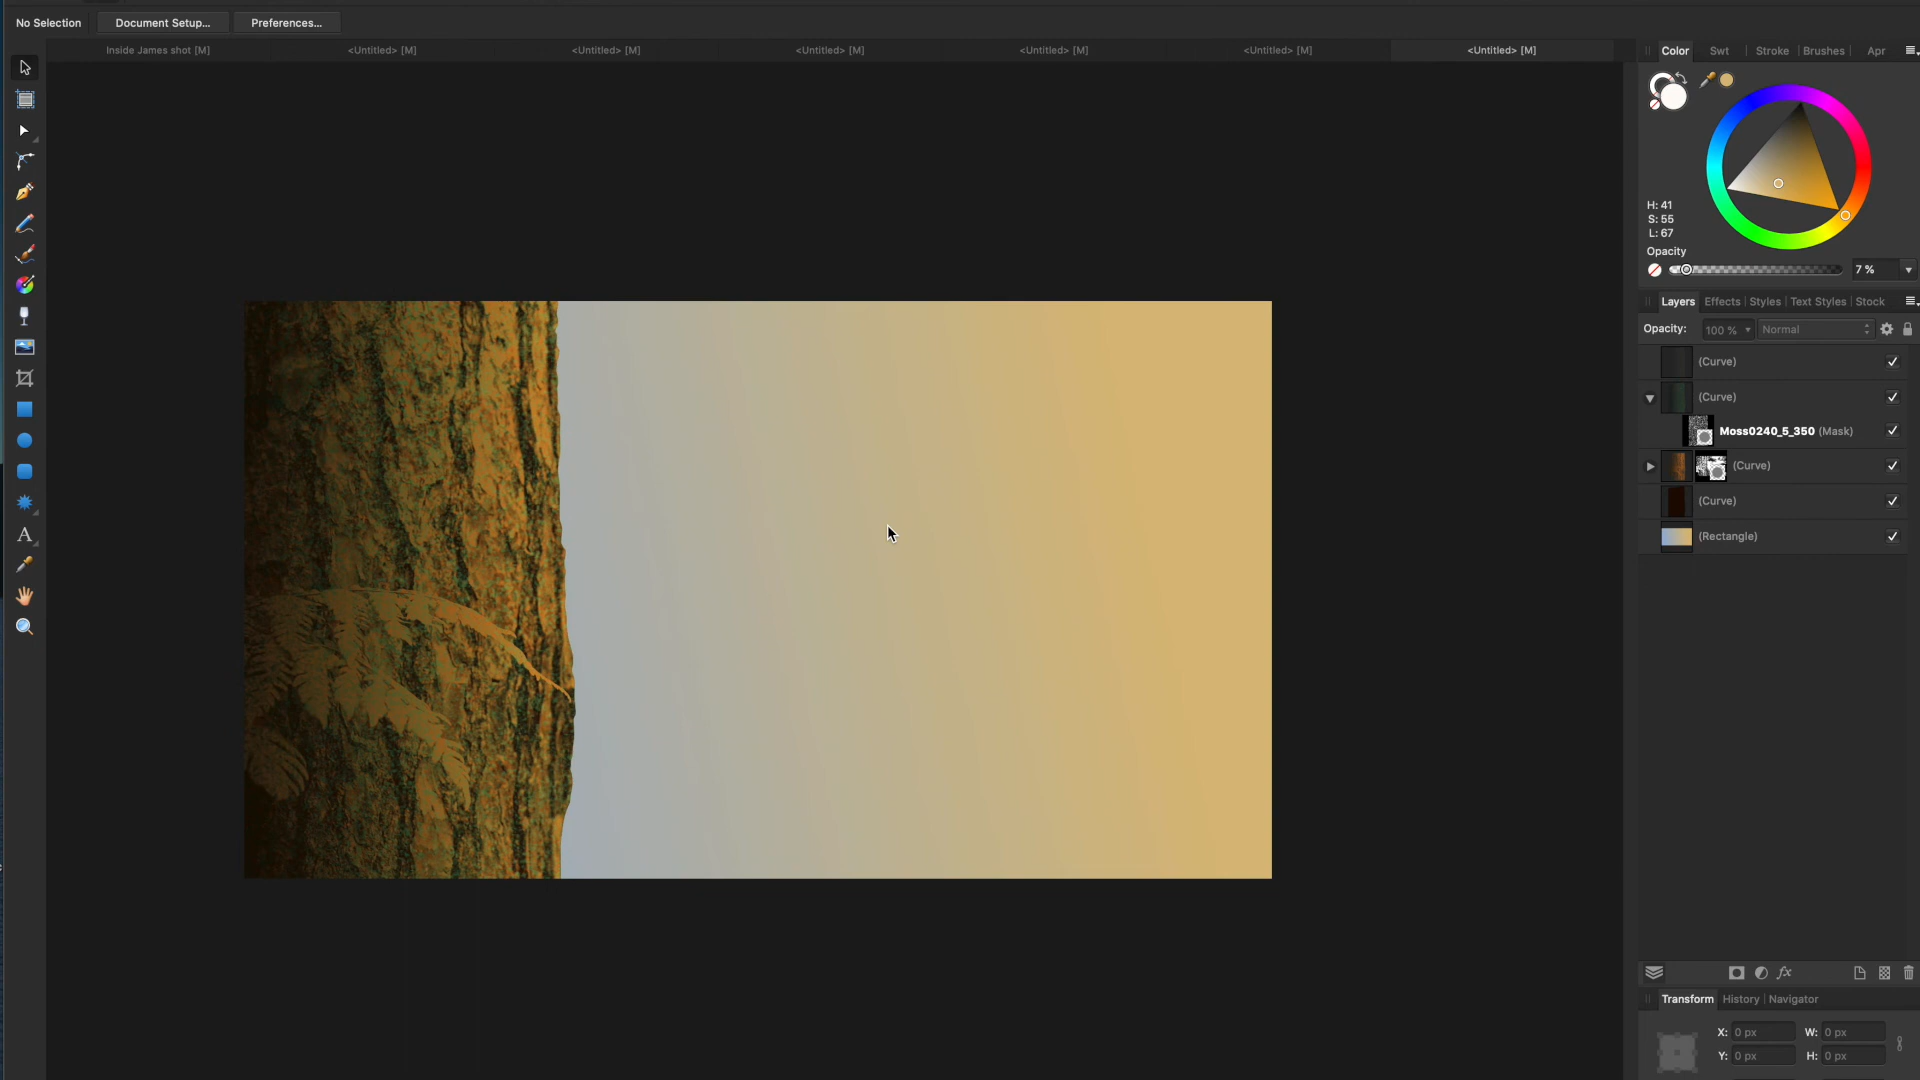 No Selection Document Setup... Preferences...
Inside James shot [M] <Untitled> [M] <Untitled> [M] <Untitled> [M] <Untitled> [M] <Untitled> [M] <Untitled> [M]
Color Swt Stroke Brushes Apr
H: 41
S: 55
L: 67
Opacity
7 %
Layers Effects Styles Text Styles Stock
Opacity: 100 % Normal
(Curve)
(Curve)
Moss0240_5_350 (Mask)
(Curve)
(Curve)
(Rectangle)
fx
Transform History Navigator
X: 0 px W: 0 px
Y: 0 px H: 0 px